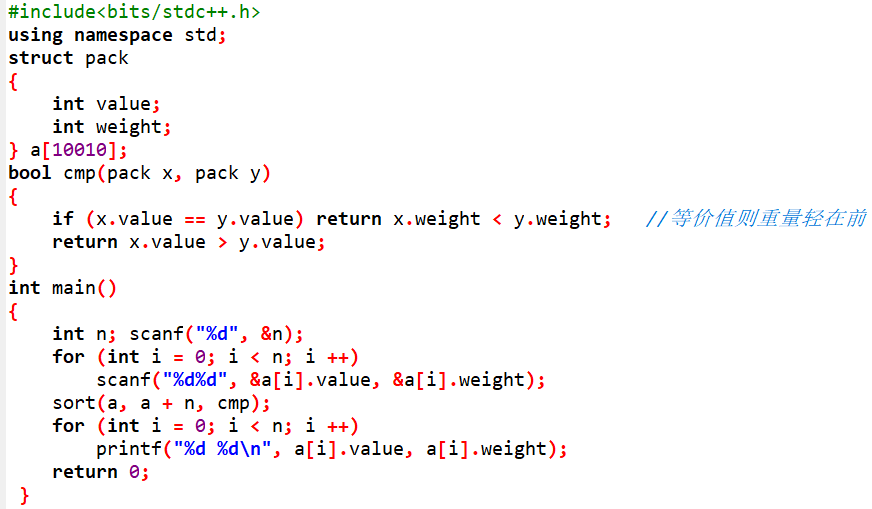 #include<bits/stdc++.h>
using namespace std;
struct pack
{
    int value;
    int weight;
} a[10010];
bool cmp(pack x, pack y)
{
    if (x.value == y.value) return x.weight < y.weight;   //等价值则重量轻在前
    return x.value > y.value;
}
int main()
{
    int n; scanf("%d", &n);
    for (int i = 0; i < n; i ++)
        scanf("%d%d", &a[i].value, &a[i].weight);
    sort(a, a + n, cmp);
    for (int i = 0; i < n; i ++)
        printf("%d %d\n", a[i].value, a[i].weight);
    return 0;
}